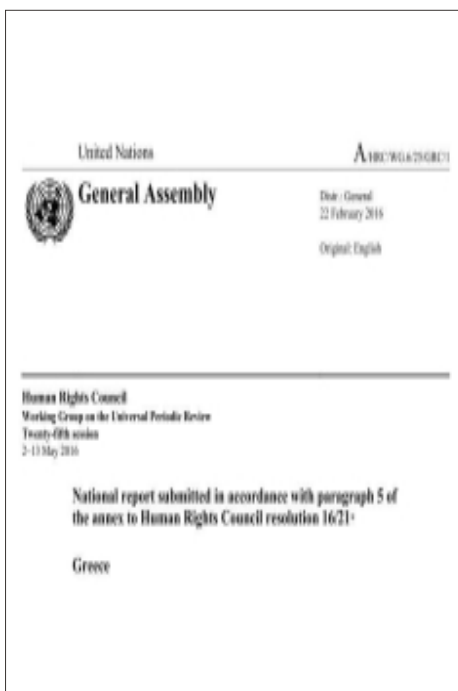 United Nations
A/HRC/WG.6/25/GRC/1
General Assembly
Distr.: General
22 February 2016
Original: English
Human Rights Council
Working Group on the Universal Periodic Review
Twenty-fifth session
2–13 May 2016
National report submitted in accordance with paragraph 5 of
the annex to Human Rights Council resolution 16/21*
Greece